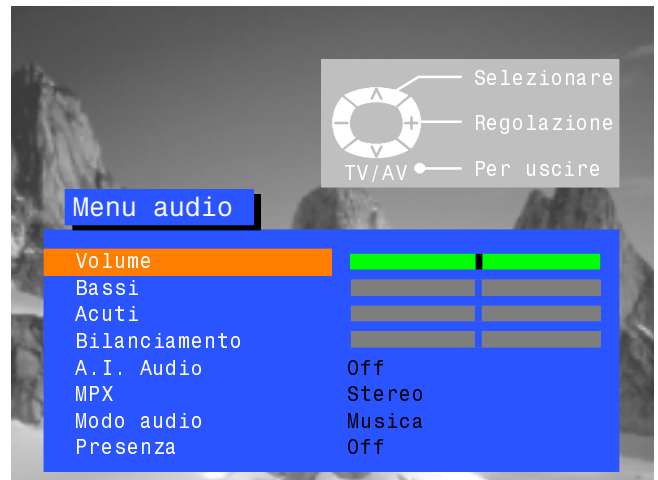 Selezionare
Regolazione
TV/AV Per uscire
Menu audio
Volume
Bassi
Acuti
Bilanciamento
A.I. Audio Off
MPX Stereo
Modo audio Musica
Presenza Off